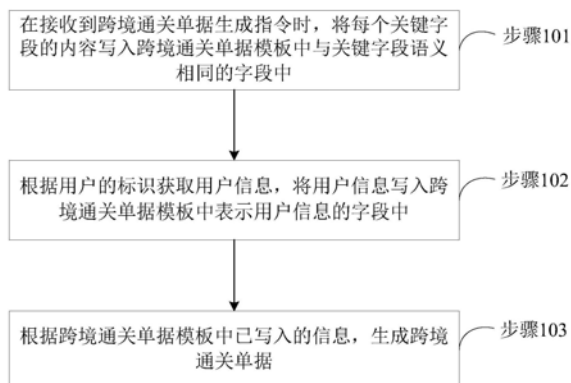 在接收到跨境通关单据生成指令时，将每个关键字
段的内容写入跨境通关单据模板中与关键字段语义
相同的字段中
步骤101
根据用户的标识获取用户信息，将用户信息写入跨
境通关单据模板中表示用户信息的字段中
步骤102
根据跨境通关单据模板中已写入的信息，生成跨境
通关单据
步骤103